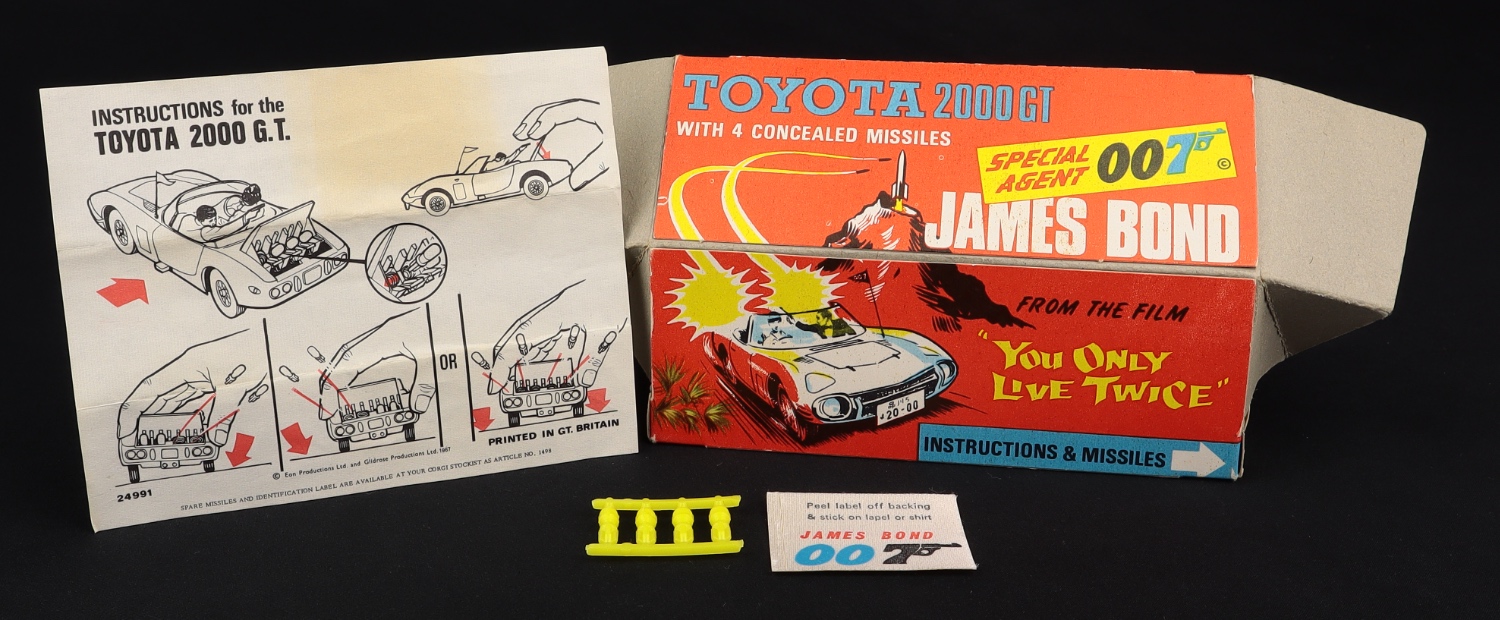 INSTRUCTIONS for the
TOYOTA 2000 G.T.
OR
PRINTED IN GT. BRITAIN
© Eon Productions Ltd. and Glidrose Productions Ltd. 1967
24991
SPARE MISSILES AND IDENTIFICATION LABEL ARE AVAILABLE AT YOUR CORGI STOCKIST AS ARTICLE NO. 1498
TOYOTA 2000 GT
WITH 4 CONCEALED MISSILES
SPECIAL
AGENT 007
©
JAMES BOND
FROM THE FILM
"YOU ONLY
LIVE TWICE"
20-00
INSTRUCTIONS & MISSILES
Peel label off backing
& stick on lapel or shirt
JAMES BOND
007